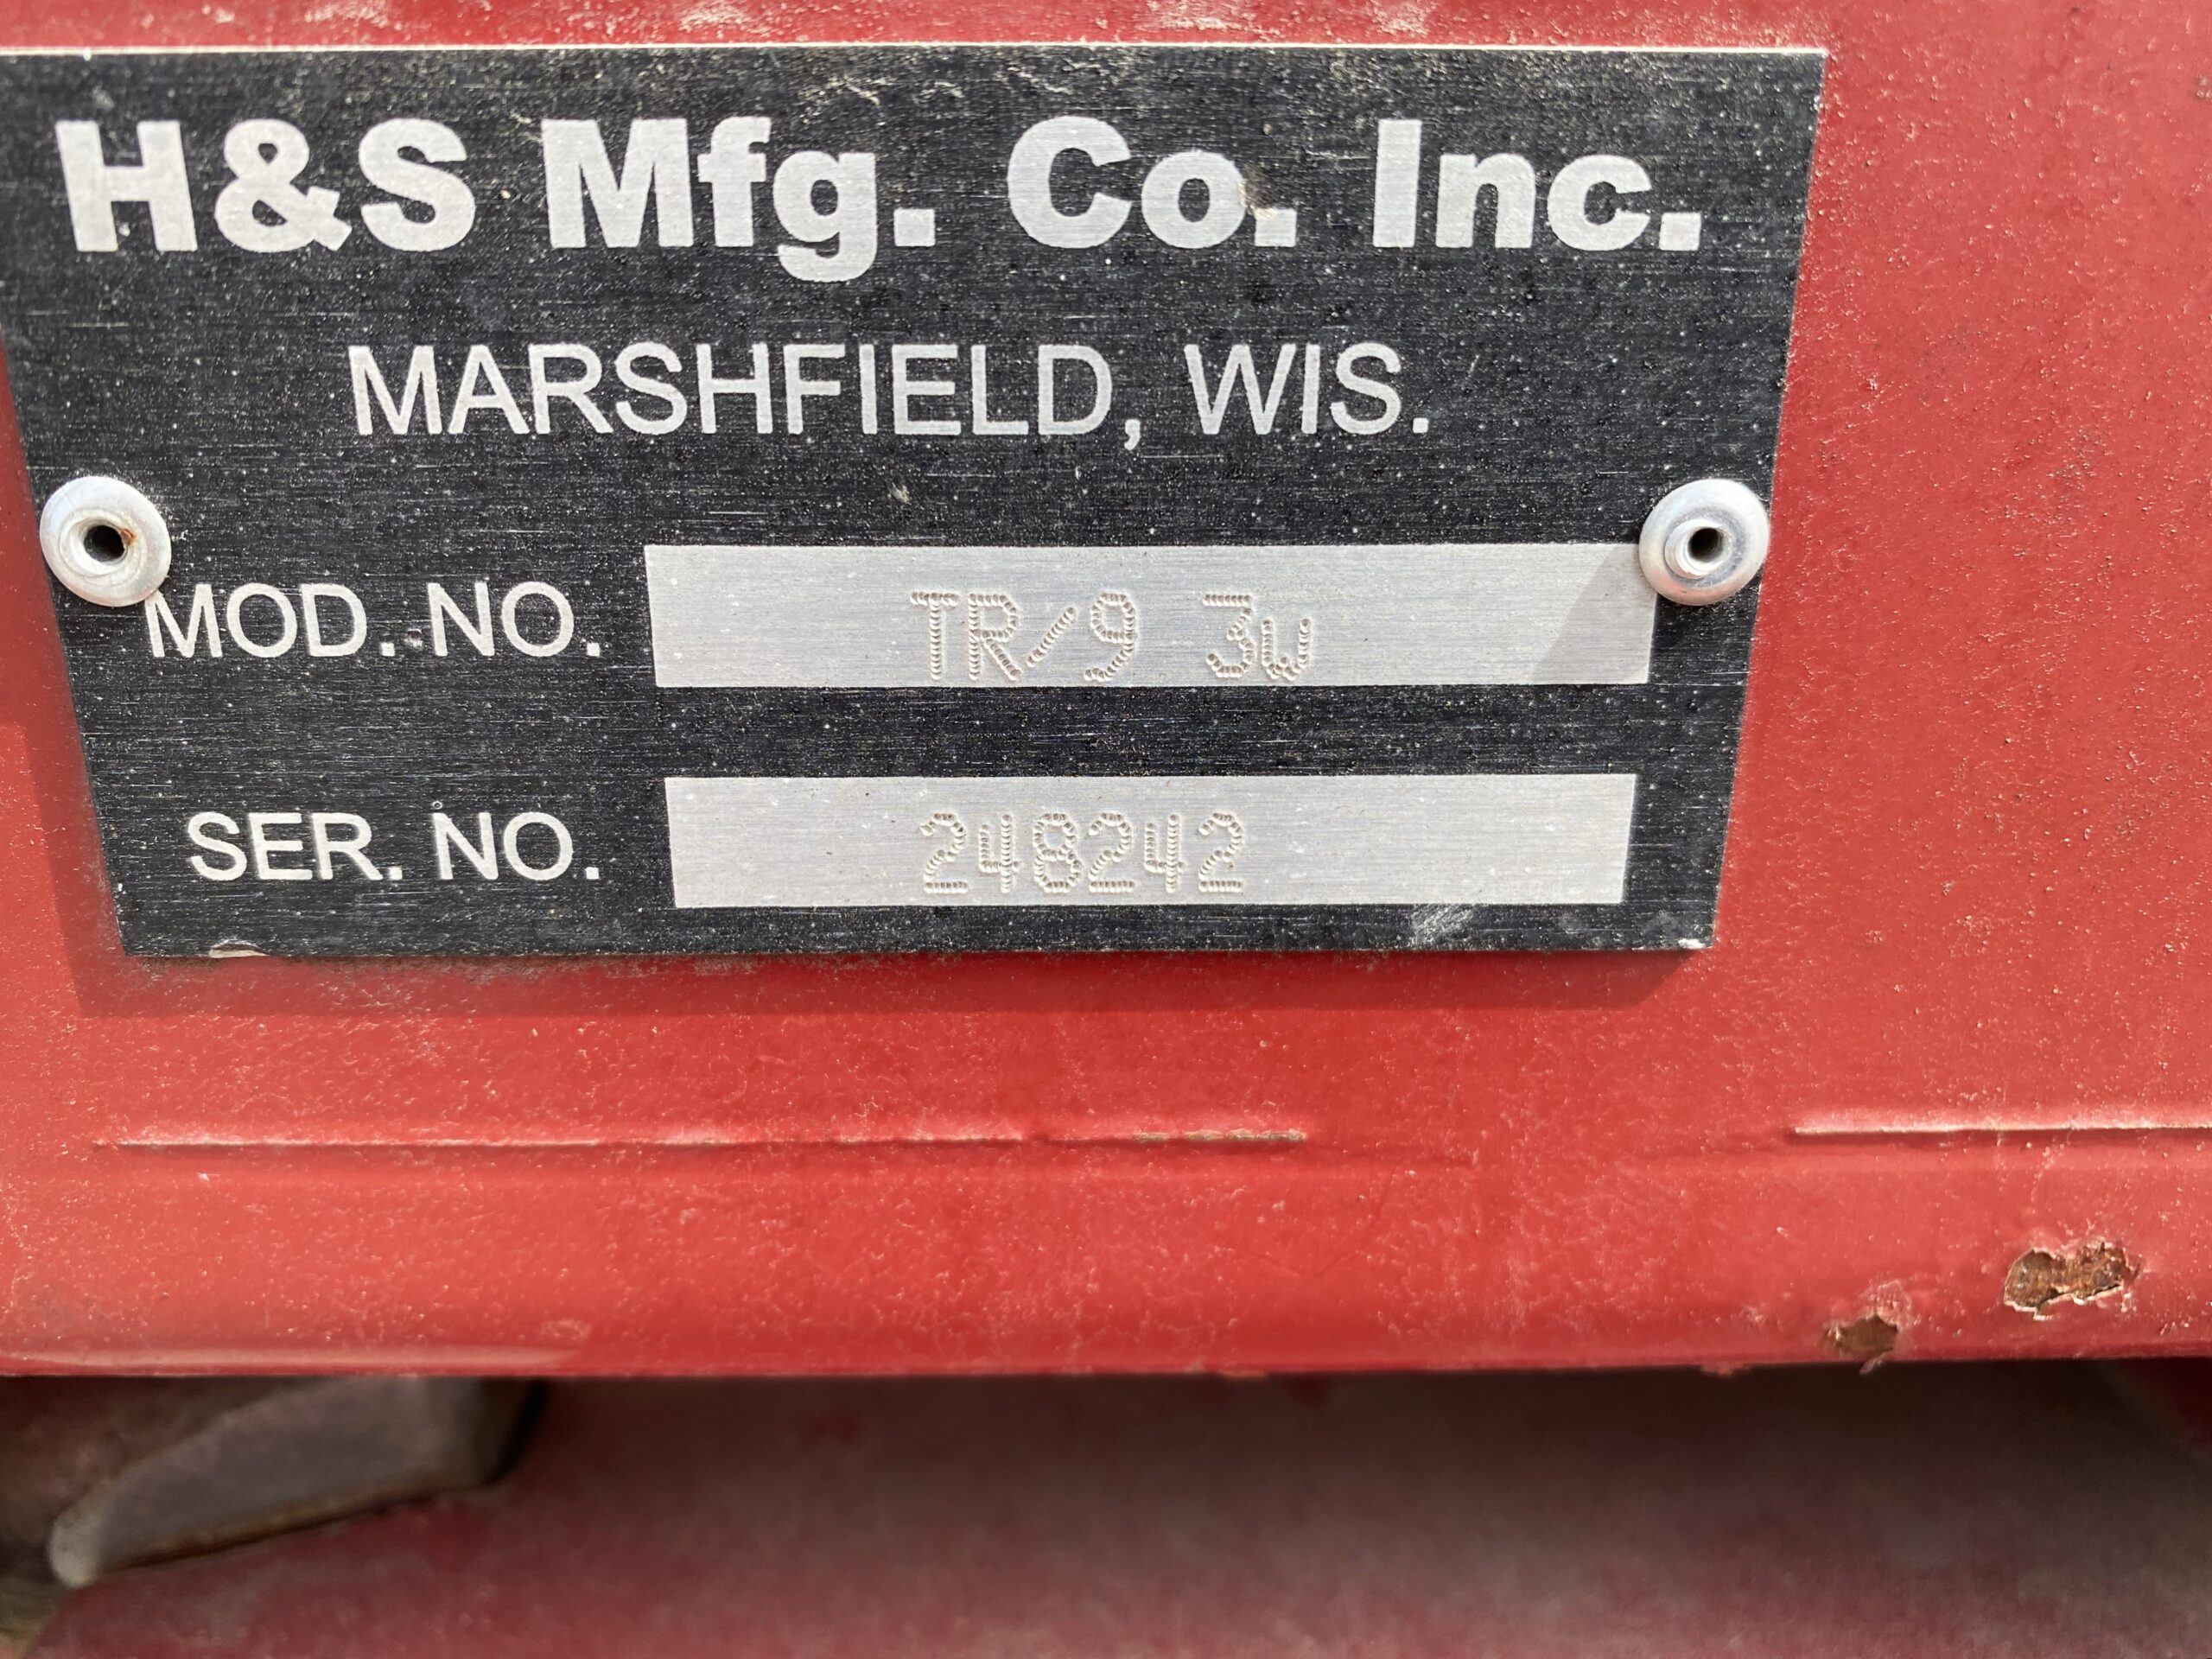 H&S Mfg. Co. Inc.
MARSHFIELD, WIS.
MOD. NO. TR/9 3w
SER. NO. 248242